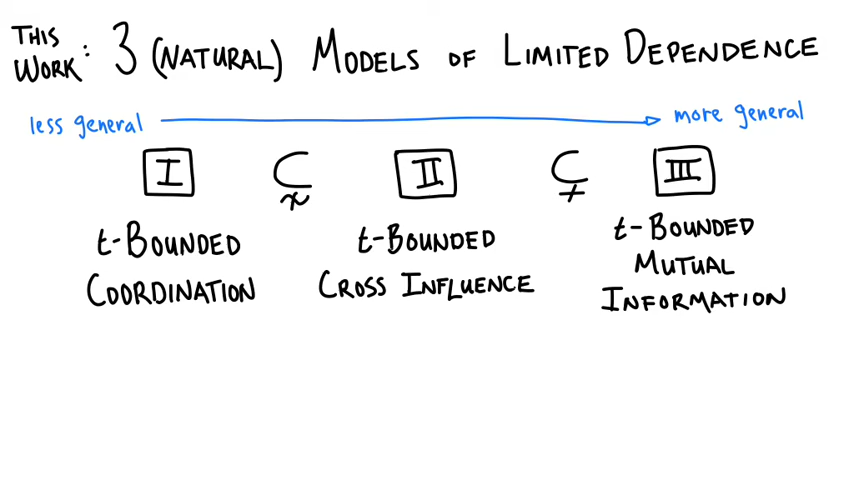 THIS WORK: 3 (NATURAL) MODELS OF LIMITED DEPENDENCE
less general → more general
I ⊂≈ II ⊊ III
t-BOUNDED COORDINATION
t-BOUNDED CROSS INFLUENCE
t-BOUNDED MUTUAL INFORMATION